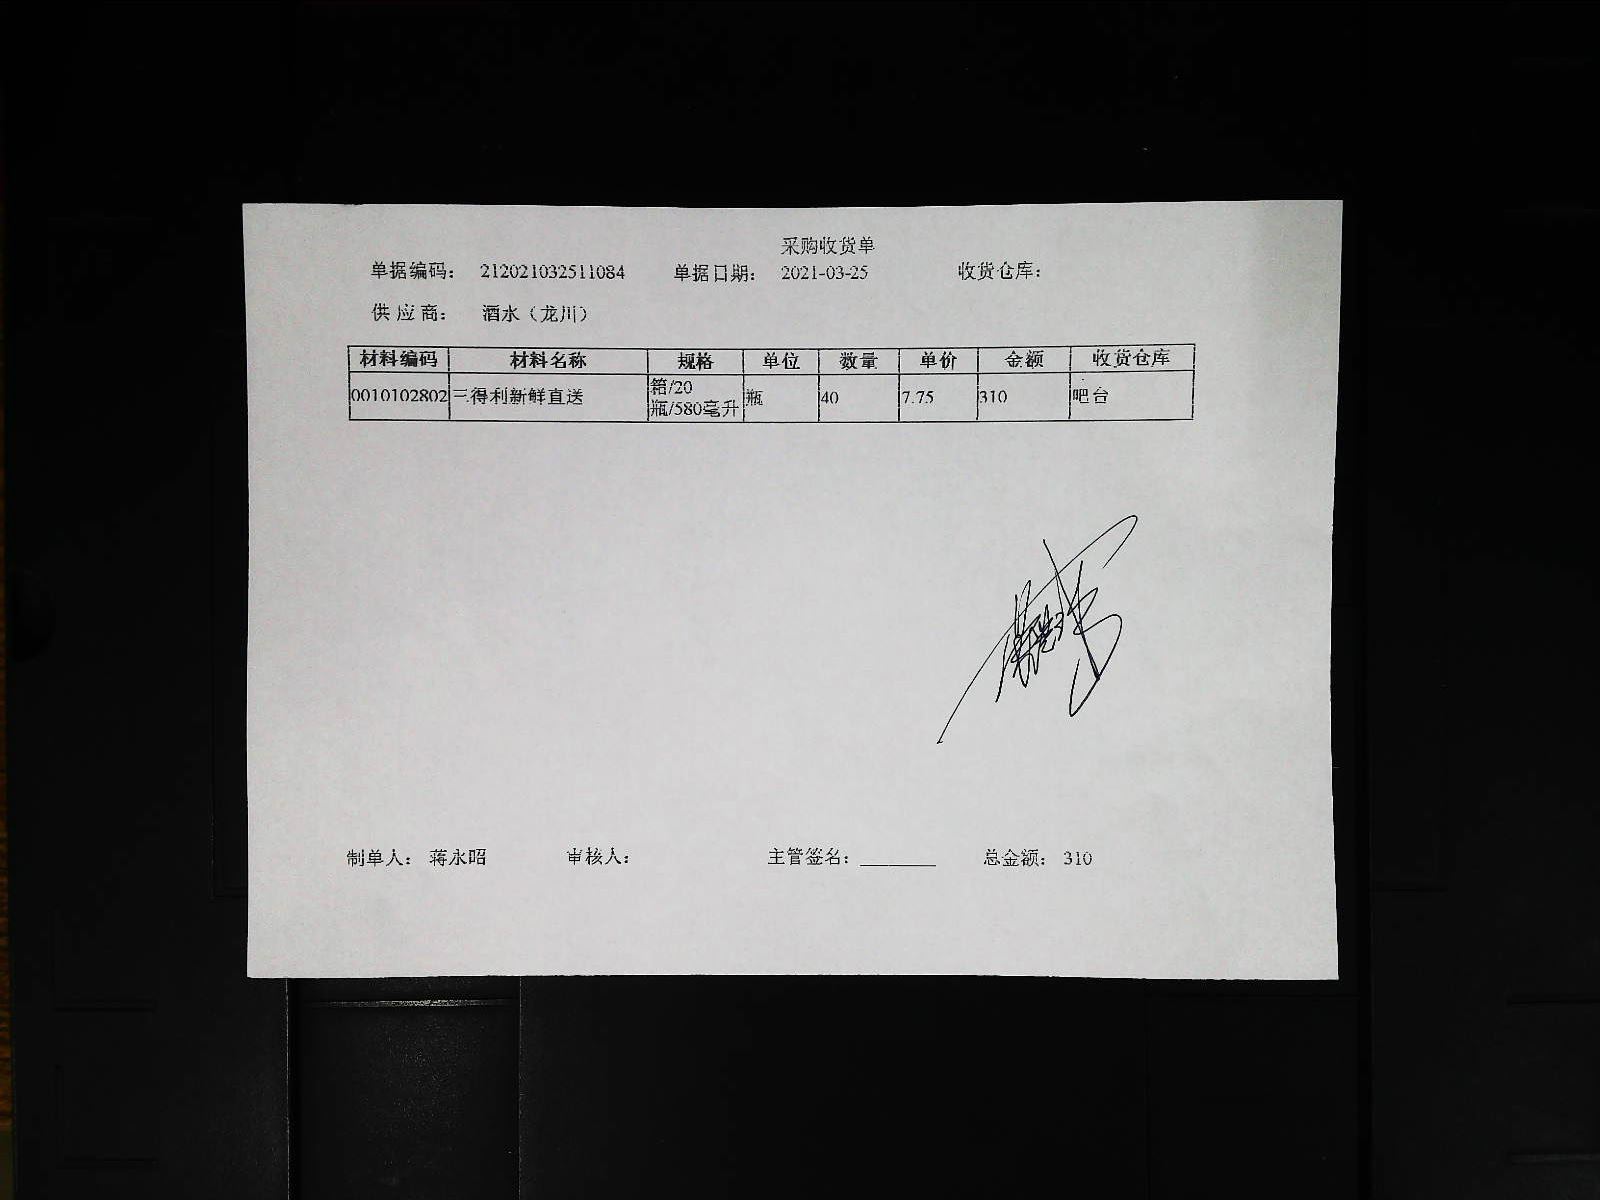 采购收货单
单据编码： 212021032511084 单据日期： 2021-03-25 收货仓库：
供 应 商： 酒水（龙川）
材料编码 材料名称 规格 单位 数量 单价 金额 收货仓库
0010102802 三得利新鲜直送 箱/20瓶/580毫升 瓶 40 7.75 310 吧台
制单人： 蒋永昭 审核人： 主管签名：________ 总金额： 310